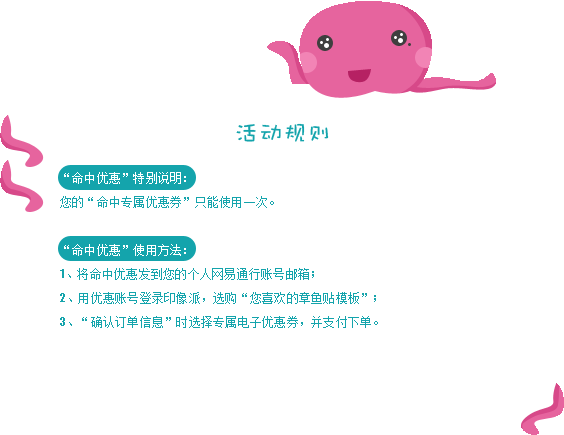 活动规则
“命中优惠”特别说明：
您的“命中专属优惠券”只能使用一次。
“命中优惠”使用方法：
1、将命中优惠发到您的个人网易通行账号邮箱；
2、用优惠账号登录印像派，选购“您喜欢的章鱼贴模板”；
3、“确认订单信息”时选择专属电子优惠券，并支付下单。